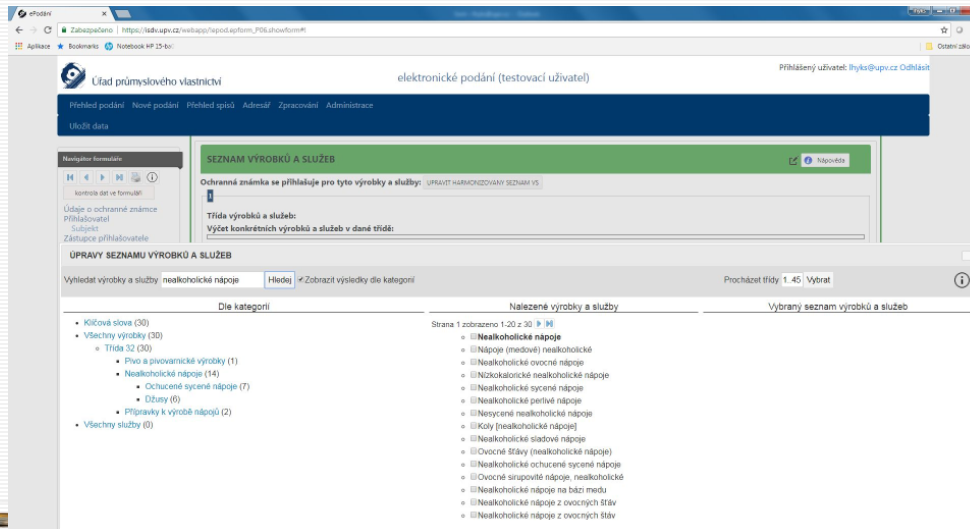 ePodání
Zabezpečeno | https://isdv.upv.cz/webapp/!epod.epform_P06.showform#!
Aplikace Bookmarks Notebook HP 15-ba Ostatní zálo
Úřad průmyslového vlastnictví
elektronické podání (testovací uživatel)
Přihlášený uživatel: lhyks@upv.cz Odhlásit
Přehled podání Nové podání Přehled spisů Adresář Zpracování Administrace
Uložit data
Navigátor formuláře
kontrola dat ve formuláři
Údaje o ochranné známce
Přihlašovatel
Subjekt
Zástupce přihlašovatele
SEZNAM VÝROBKŮ A SLUŽEB
Nápověda
Ochranná známka se přihlašuje pro tyto výrobky a služby: UPRAVIT HARMONIZOVANÝ SEZNAM VS
1
Třída výrobků a služeb:
Výčet konkrétních výrobků a služeb v dané třídě:
ÚPRAVY SEZNAMU VÝROBKŮ A SLUŽEB
Vyhledat výrobky a služby nealkoholické nápoje Hledej Zobrazit výsledky dle kategorií
Procházet třídy 1..45 Vybrat
Dle kategorií
Klíčová slova (30)
Všechny výrobky (30)
Třída 32 (30)
Pivo a pivovarnické výrobky (1)
Nealkoholické nápoje (14)
Ochucené sycené nápoje (7)
Džusy (6)
Přípravky k výrobě nápojů (2)
Všechny služby (0)
Nalezené výrobky a služby
Strana 1 zobrazeno 1-20 z 30
Nealkoholické nápoje
Nápoje (medové) nealkoholické
Nealkoholické ovocné nápoje
Nízkokalorické nealkoholické nápoje
Nealkoholické sycené nápoje
Nealkoholické perlivé nápoje
Nesycené nealkoholické nápoje
Koly [nealkoholické nápoje]
Nealkoholické sladové nápoje
Ovocné šťávy (nealkoholické nápoje)
Nealkoholické ochucené sycené nápoje
Ovocné sirupovité nápoje, nealkoholické
Nealkoholické nápoje na bázi medu
Nealkoholické nápoje z ovocných šťáv
Nealkoholické nápoje z ovocných štáv
Vybraný seznam výrobků a služeb